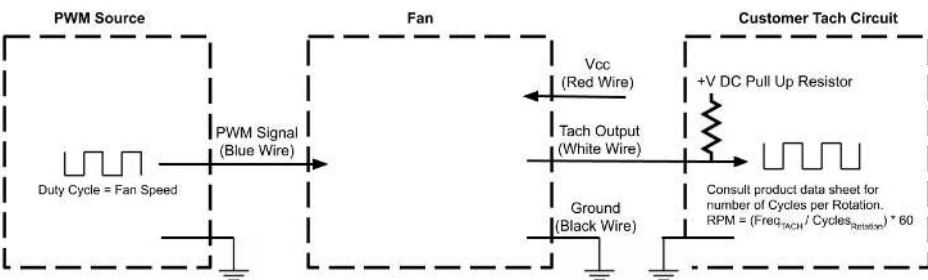 PWM Source
Fan
Customer Tach Circuit
Vcc
(Red Wire)
+V DC Pull Up Resistor
PWM Signal
(Blue Wire)
Tach Output
(White Wire)
Duty Cycle = Fan Speed
Consult product data sheet for
number of Cycles per Rotation.
RPM = (Freq_TACH / Cycles_Rotation) * 60
Ground
(Black Wire)